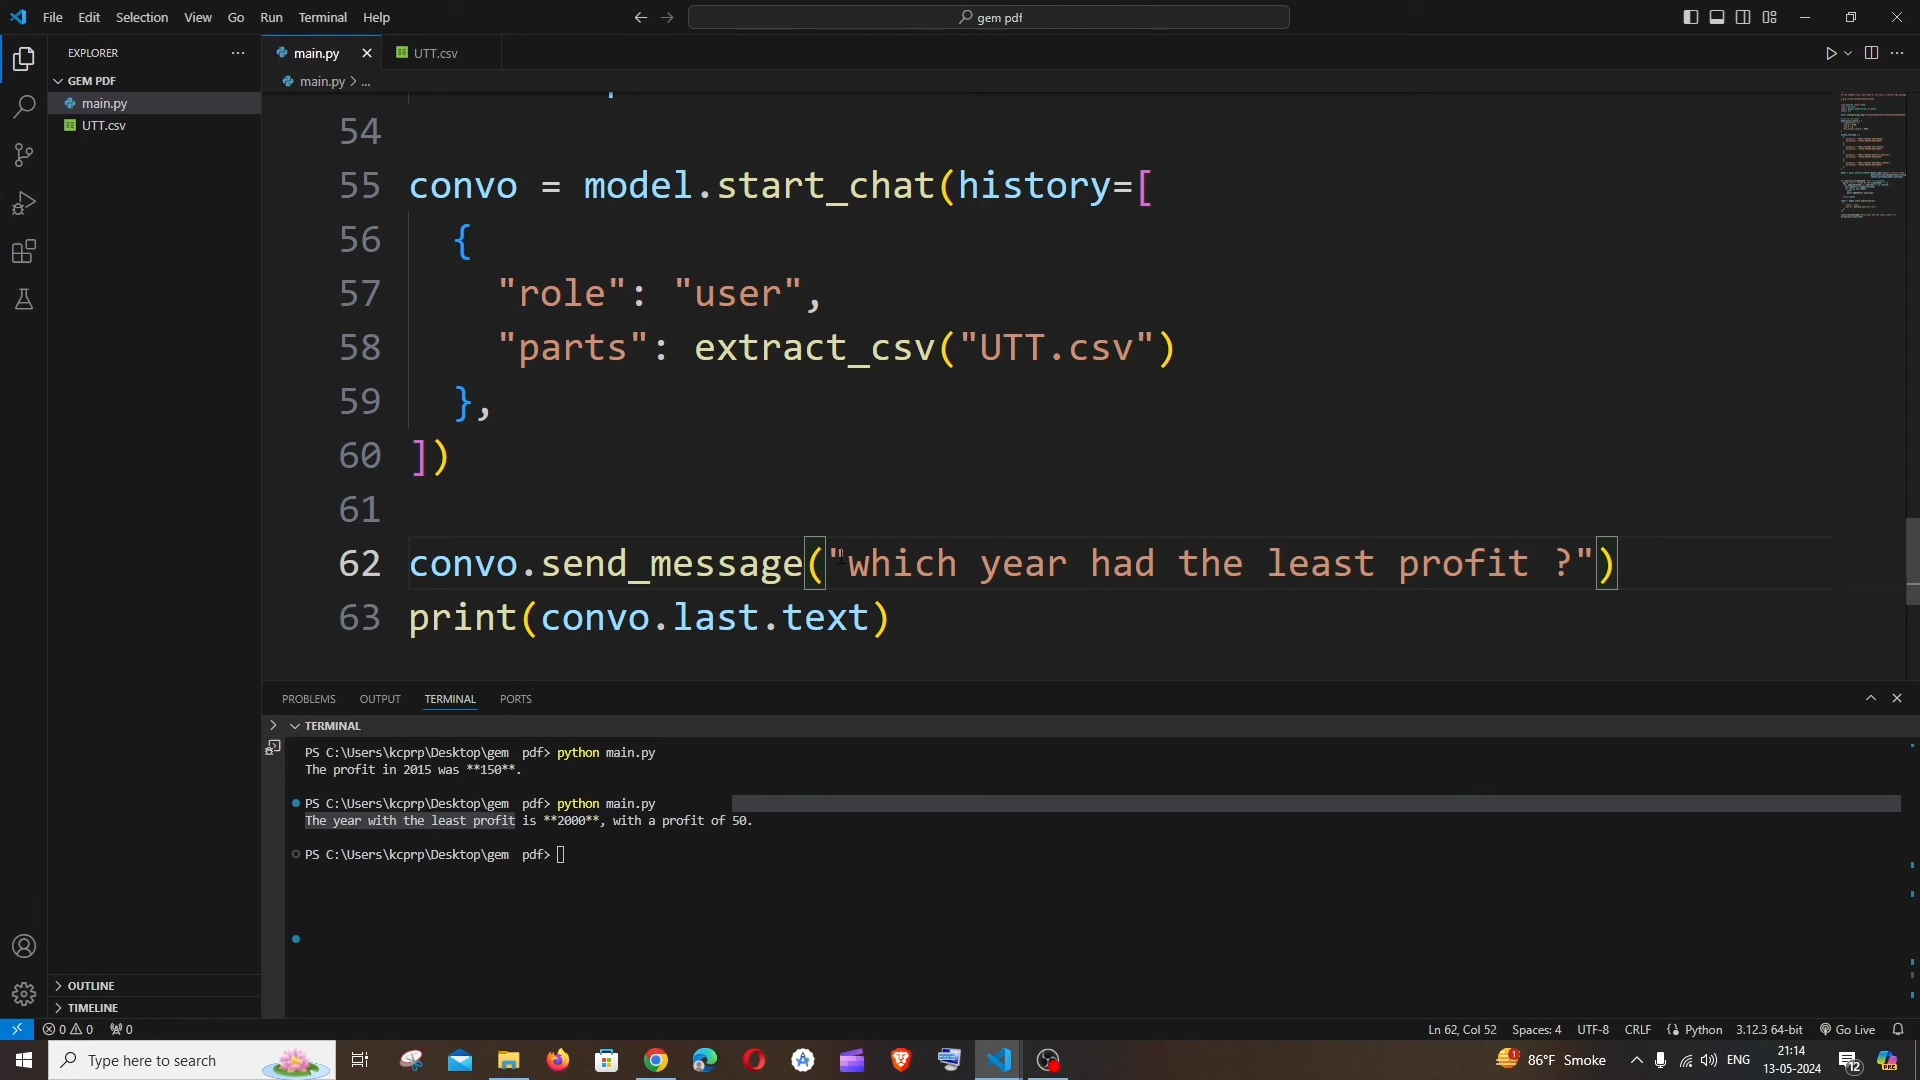 File Edit Selection View Go Run Terminal Help
gem pdf
EXPLORER
GEM PDF
main.py
UTT.csv
main.py
UTT.csv
main.py > ...
54
55 convo = model.start_chat(history=[
56 {
57 "role": "user",
58 "parts": extract_csv("UTT.csv")
59 },
60 ])
61
62 convo.send_message("which year had the least profit ?")
63 print(convo.last.text)
PROBLEMS OUTPUT TERMINAL PORTS
TERMINAL
PS C:\Users\kcprp\Desktop\gem  pdf> python main.py
The profit in 2015 was **150**.
PS C:\Users\kcprp\Desktop\gem  pdf> python main.py
The year with the least profit is **2000**, with a profit of 50.
PS C:\Users\kcprp\Desktop\gem  pdf>
OUTLINE
TIMELINE
0 0 0
Ln 62, Col 52 Spaces: 4 UTF-8 CRLF Python 3.12.3 64-bit Go Live
Type here to search
1 86°F Smoke
ENG
21:14
13-05-2024
12
PRE